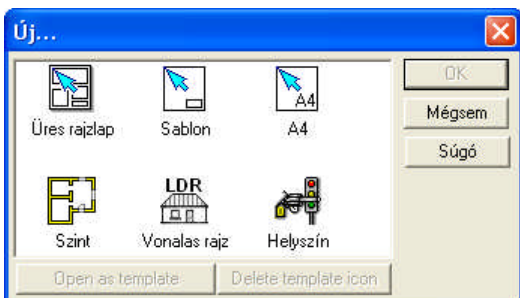 Új...
OK
Mégsem
Súgó
A4
Üres rajzlap
Sablon
A4
LDR
Szint
Vonalas rajz
Helyszín
Open as template
Delete template icon